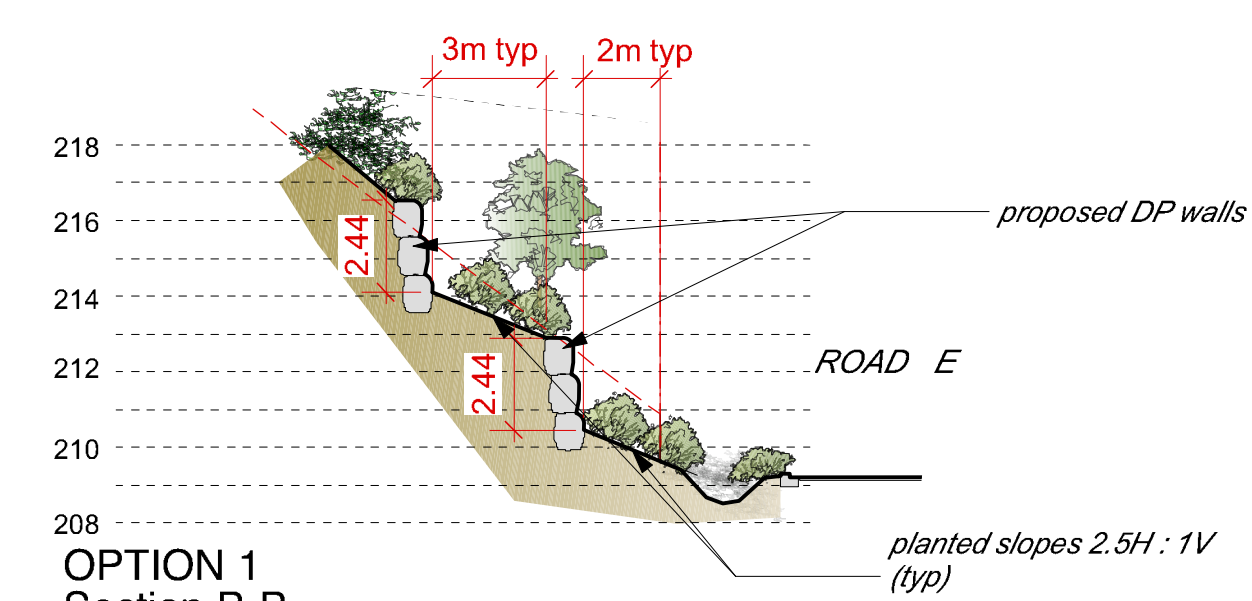 3m typ
2m typ
218
216
214
212
210
208
2.44
2.44
proposed DP walls
ROAD E
planted slopes 2.5H : 1V
(typ)
OPTION 1
Section B-B